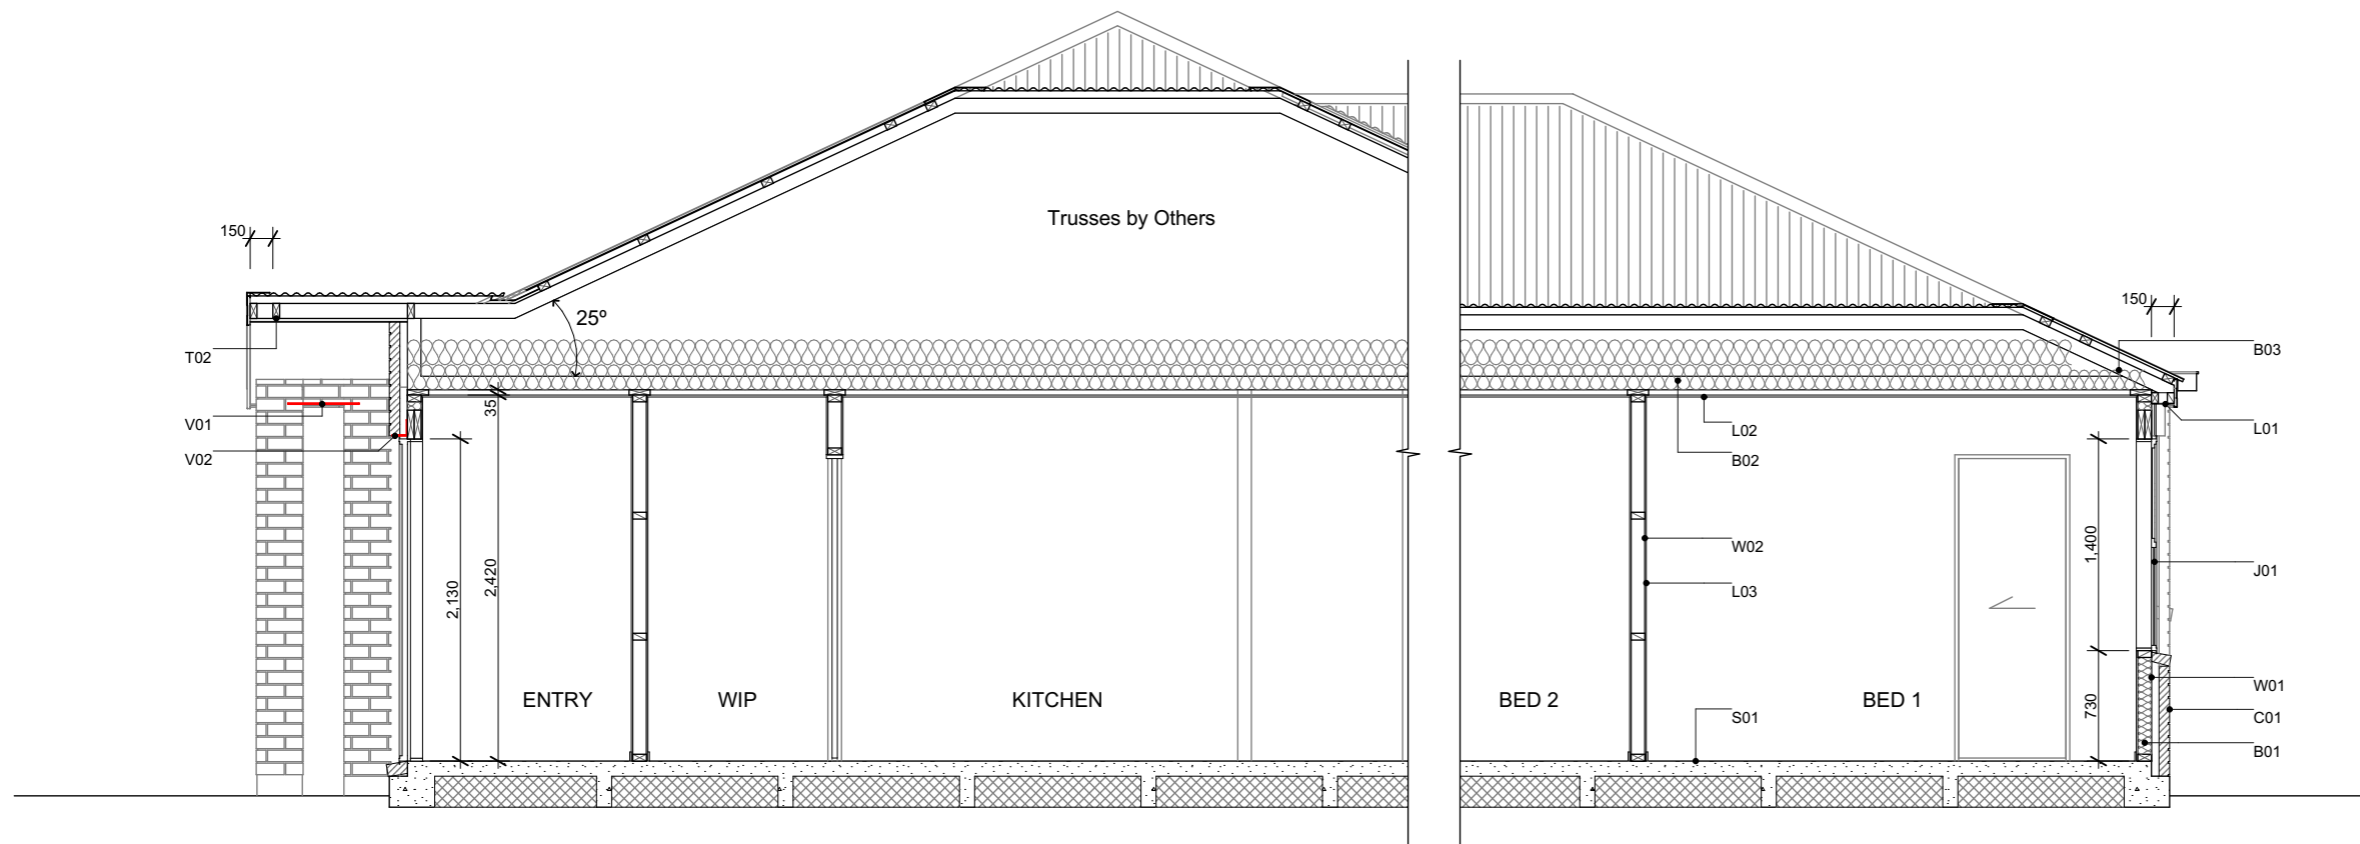 Trusses by Others
150
25º
150
T02
B03
V01
35
L02
L01
V02
B02
2,130
2,420
W02
1,400
L03
J01
ENTRY
WIP
KITCHEN
BED 2
BED 1
730
W01
S01
C01
B01